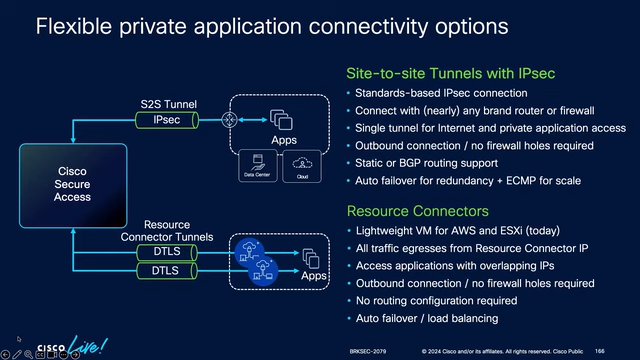 Flexible private application connectivity options
S2S Tunnel
IPsec
Apps
Data Center
Cloud
Cisco
Secure
Access
Resource
Connector Tunnels
DTLS
DTLS
Apps
Site-to-site Tunnels with IPsec
• Standards-based IPsec connection
• Connect with (nearly) any brand router or firewall
• Single tunnel for Internet and private application access
• Outbound connection / no firewall holes required
• Static or BGP routing support
• Auto failover for redundancy + ECMP for scale
Resource Connectors
• Lightweight VM for AWS and ESXi (today)
• All traffic egresses from Resource Connector IP
• Access applications with overlapping IPs
• Outbound connection / no firewall holes required
• No routing configuration required
• Auto failover / load balancing
CISCO Live!
BRKSEC-2079
© 2024 Cisco and/or its affiliates. All rights reserved. Cisco Public
166